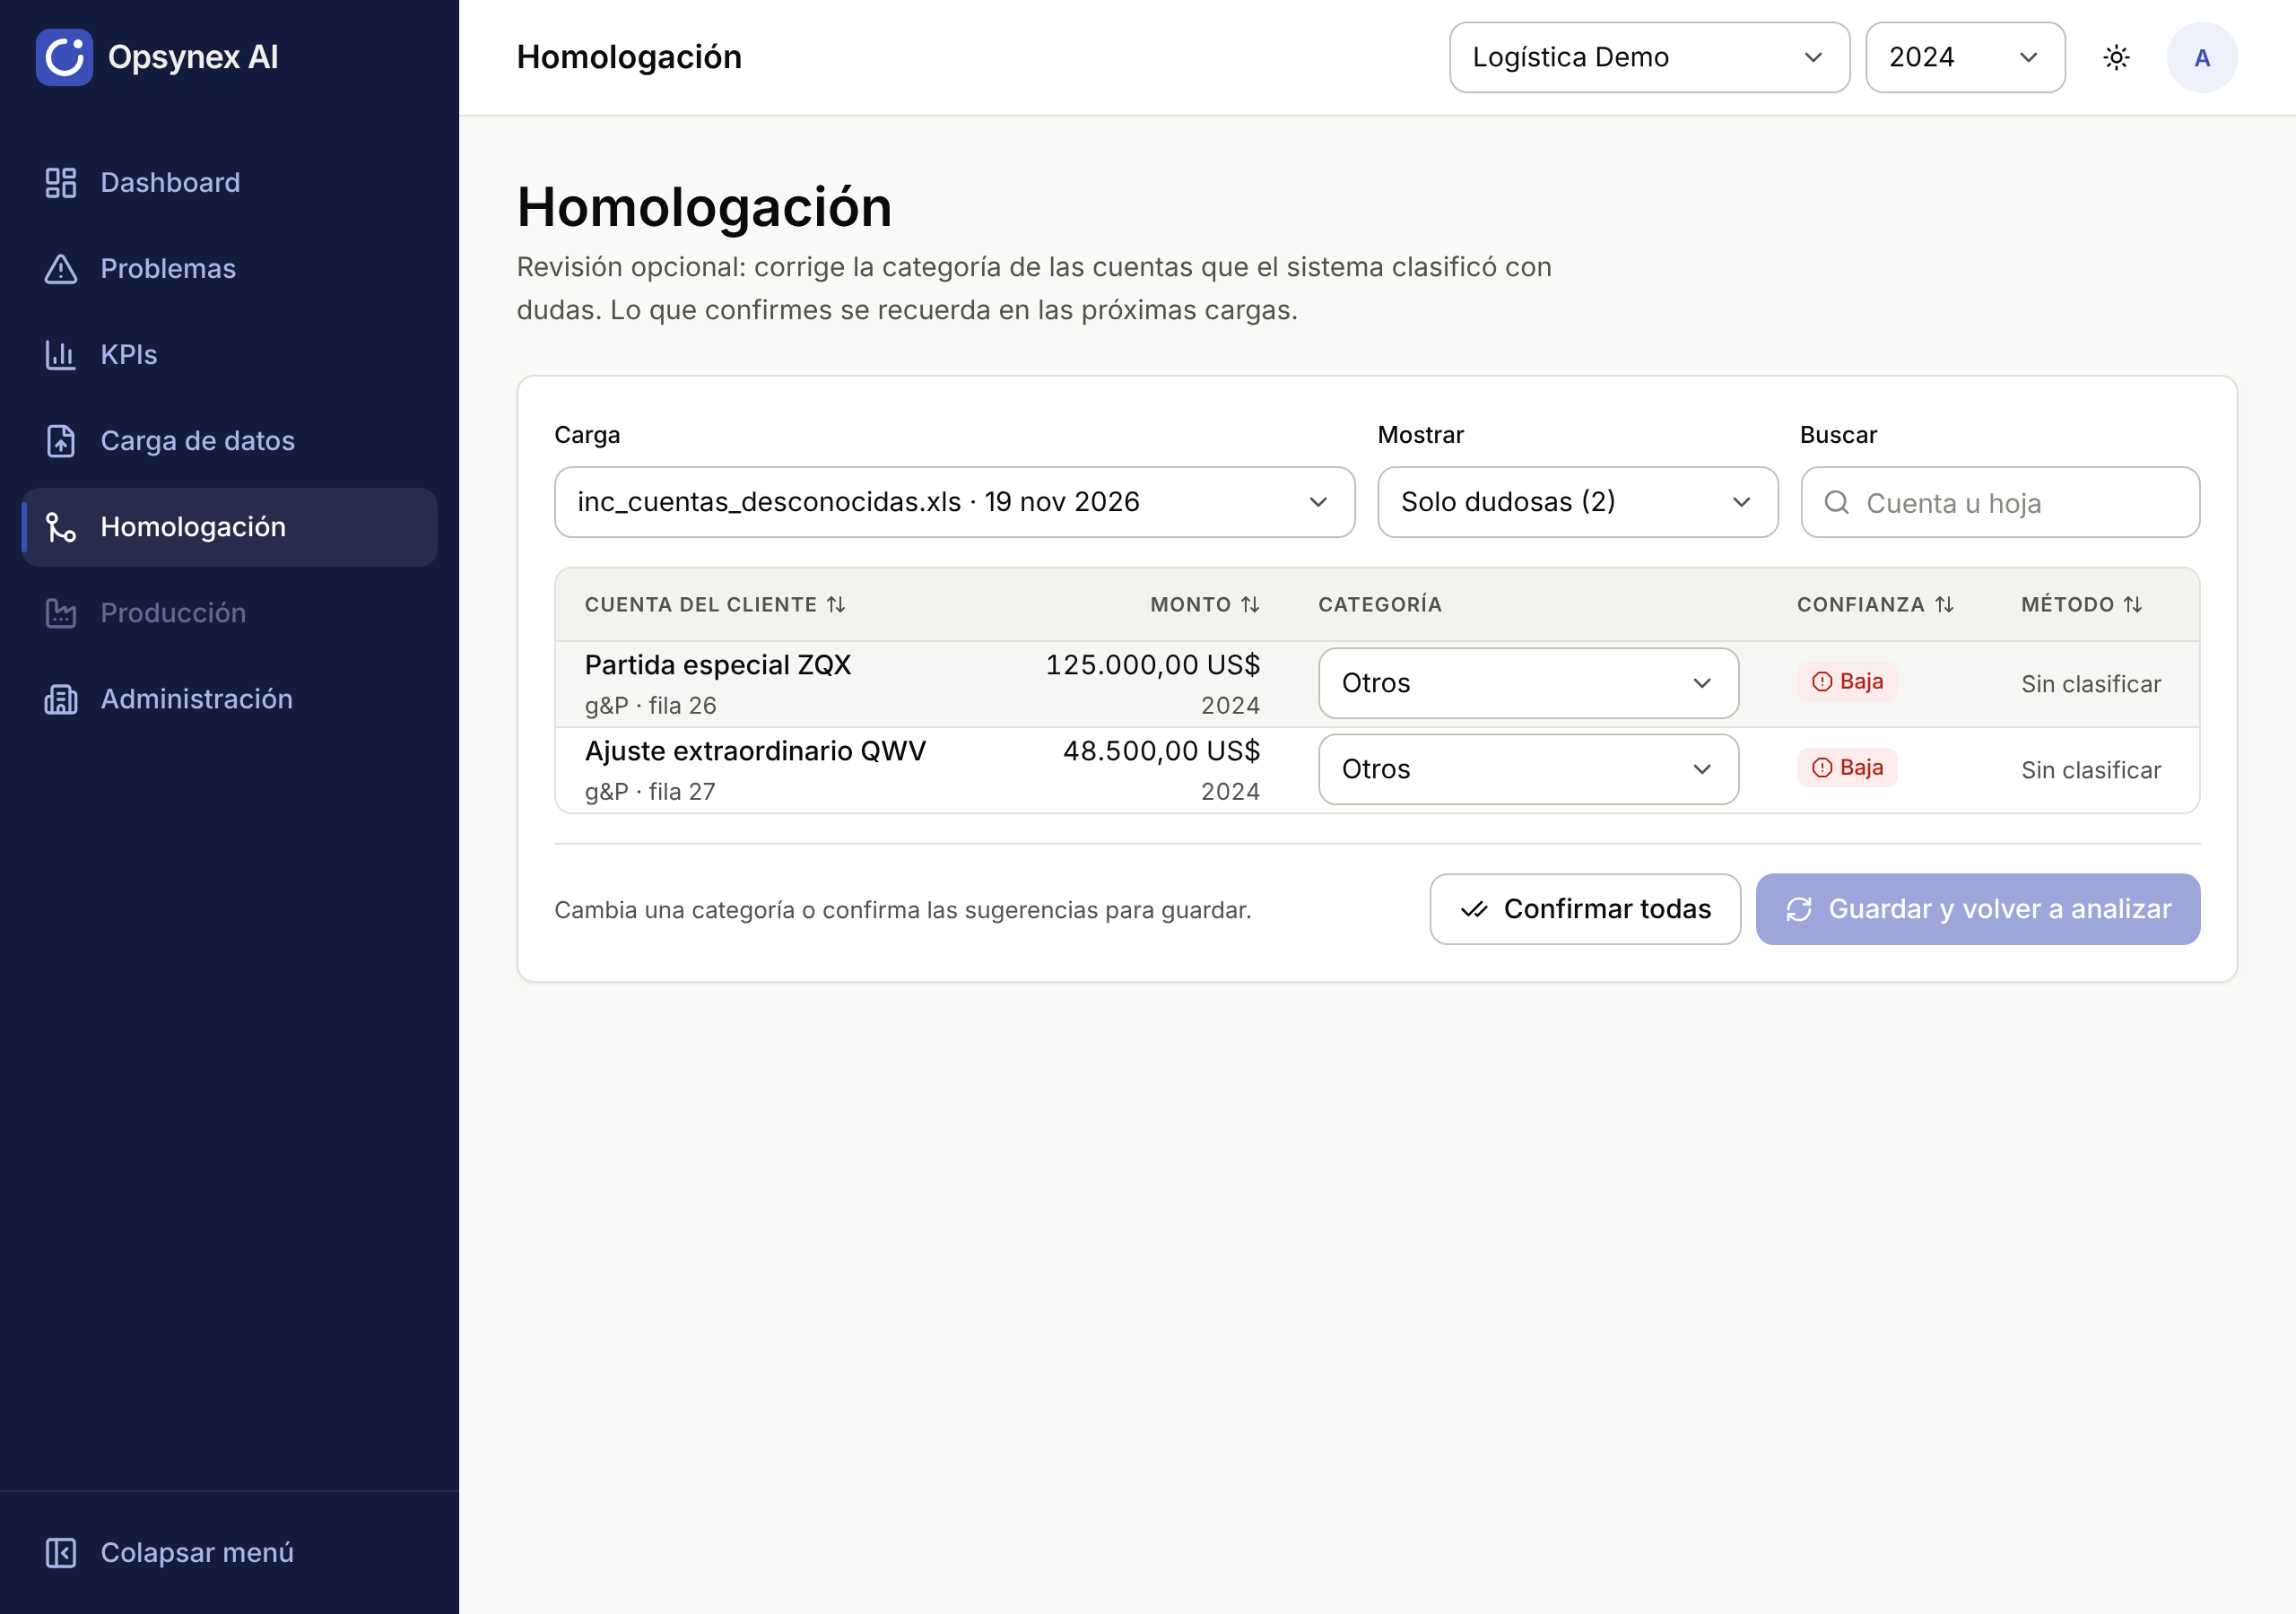 Opsynex AI
Dashboard
Problemas
KPIs
Carga de datos
Homologación
Producción
Administración
Colapsar menú
Homologación
Logística Demo
2024
A
Homologación
Revisión opcional: corrige la categoría de las cuentas que el sistema clasificó con
dudas. Lo que confirmes se recuerda en las próximas cargas.
Carga
Mostrar
Buscar
inc_cuentas_desconocidas.xls · 19 nov 2026
Solo dudosas (2)
Cuenta u hoja
CUENTA DEL CLIENTE
MONTO
CATEGORÍA
CONFIANZA
MÉTODO
Partida especial ZQX
125.000,00 US$
Otros
Baja
Sin clasificar
g&P · fila 26
2024
Ajuste extraordinario QWV
48.500,00 US$
Otros
Baja
Sin clasificar
g&P · fila 27
2024
Cambia una categoría o confirma las sugerencias para guardar.
Confirmar todas
Guardar y volver a analizar